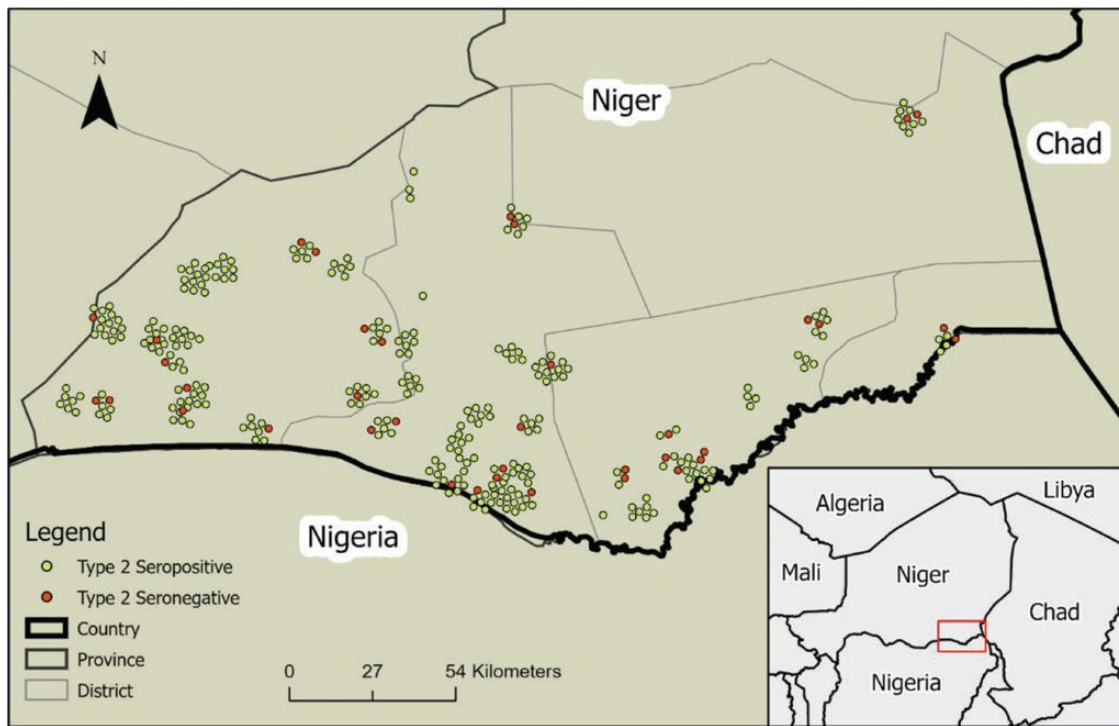 N
Niger
Chad
Nigeria
Legend
Type 2 Seropositive
Type 2 Seronegative
Country
Province
District
0 27 54 Kilometers
Algeria
Libya
Mali
Niger
Chad
Nigeria